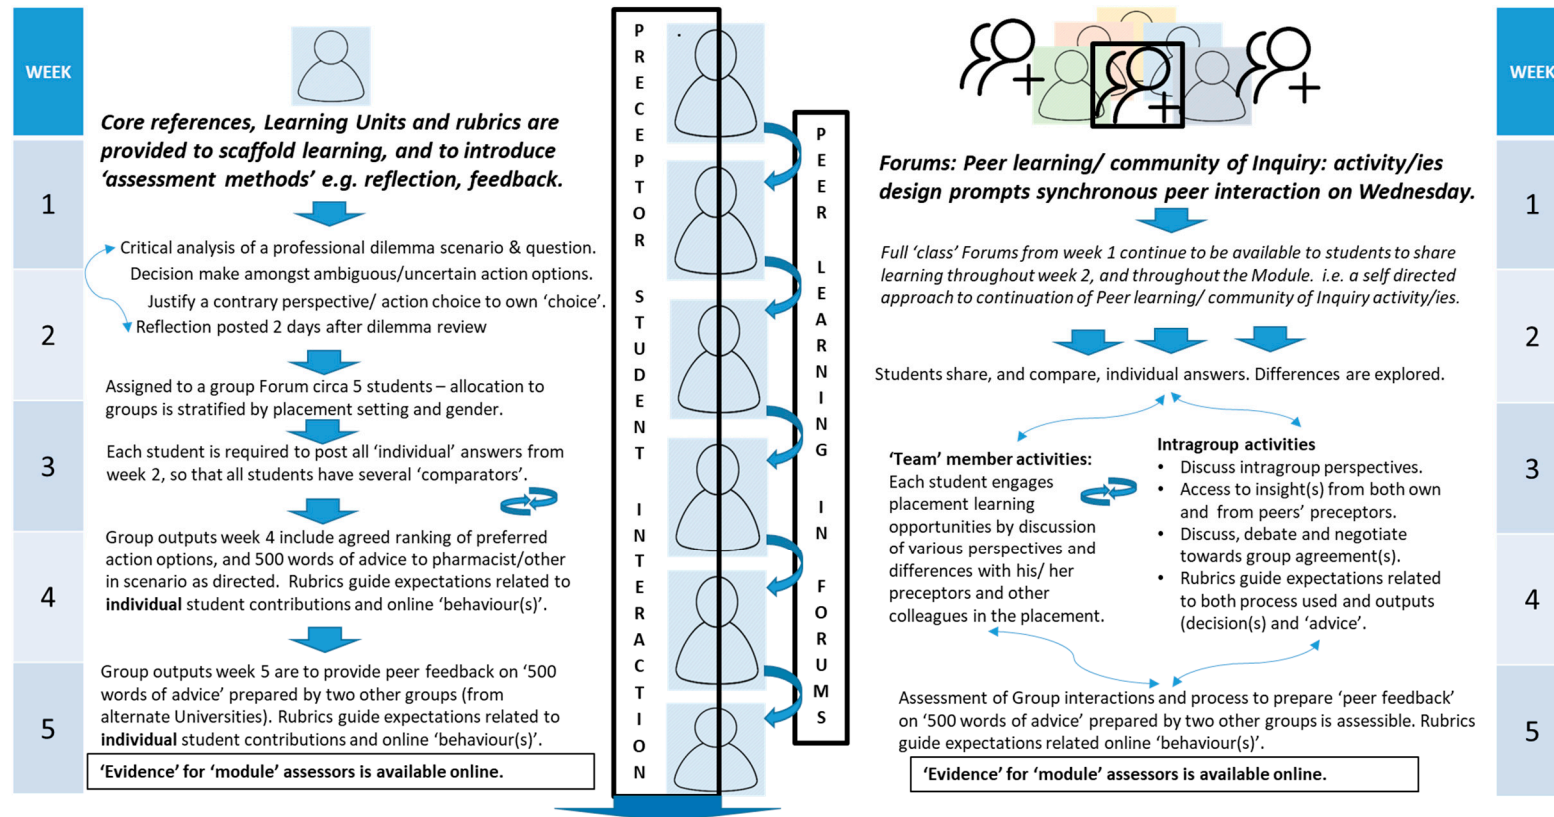 WEEK
1
2
3
4
5
Core references, Learning Units and rubrics are
provided to scaffold learning, and to introduce
‘assessment methods’ e.g. reflection, feedback.
Critical analysis of a professional dilemma scenario & question.
Decision make amongst ambiguous/uncertain action options.
Justify a contrary perspective/ action choice to own ‘choice’.
Reflection posted 2 days after dilemma review
Assigned to a group Forum circa 5 students – allocation to
groups is stratified by placement setting and gender.
Each student is required to post all ‘individual’ answers from
week 2, so that all students have several ‘comparators’.
Group outputs week 4 include agreed ranking of preferred
action options, and 500 words of advice to pharmacist/other
in scenario as directed.  Rubrics guide expectations related to
individual student contributions and online ‘behaviour(s)’.
Group outputs week 5 are to provide peer feedback on ‘500
words of advice’ prepared by two other groups (from
alternate Universities). Rubrics guide expectations related to
individual student contributions and online ‘behaviour(s)’.
‘Evidence’ for ‘module’ assessors is available online.
PRECEPTOR STUDENT INTERACTION
PEER LEARNING IN FORUMS
Forums: Peer learning/ community of Inquiry: activity/ies
design prompts synchronous peer interaction on Wednesday.
Full ‘class’ Forums from week 1 continue to be available to students to share
learning throughout week 2, and throughout the Module.  i.e. a self directed
approach to continuation of Peer learning/ community of Inquiry activity/ies.
Students share, and compare, individual answers. Differences are explored.
‘Team’ member activities:
Each student engages
placement learning
opportunities by discussion
of various perspectives and
differences with his/ her
preceptors and other
colleagues in the placement.
Intragroup activities
• Discuss intragroup perspectives.
• Access to insight(s) from both own
and  from peers’ preceptors.
• Discuss, debate and negotiate
towards group agreement(s).
• Rubrics guide expectations related
to both process used and outputs
(decision(s) and ‘advice’.
Assessment of Group interactions and process to prepare ‘peer feedback’
on ‘500 words of advice’ prepared by two other groups is assessible. Rubrics
guide expectations related online ‘behaviour(s)’.
‘Evidence’ for ‘module’ assessors is available online.
WEEK
1
2
3
4
5